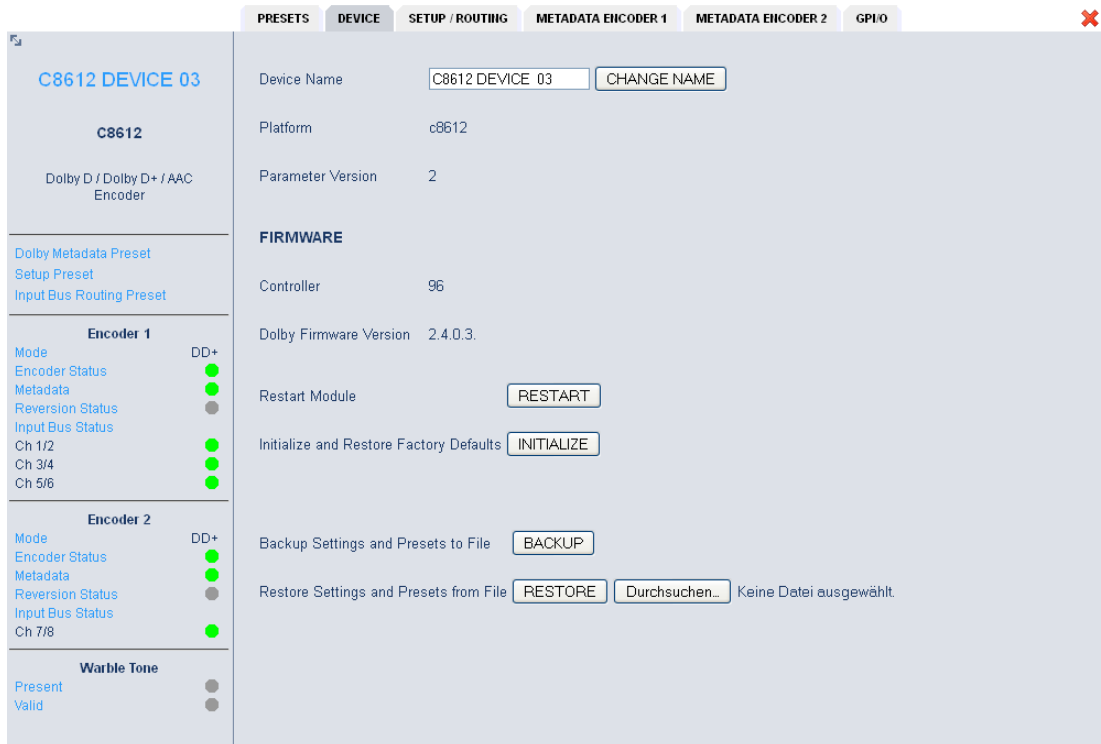 PRESETS DEVICE SETUP / ROUTING METADATA ENCODER 1 METADATA ENCODER 2 GPI/O
C8612 DEVICE 03
C8612
Dolby D / Dolby D+ / AAC
Encoder
Dolby Metadata Preset
Setup Preset
Input Bus Routing Preset
Encoder 1
Mode DD+
Encoder Status
Metadata
Reversion Status
Input Bus Status
Ch 1/2
Ch 3/4
Ch 5/6
Encoder 2
Mode DD+
Encoder Status
Metadata
Reversion Status
Input Bus Status
Ch 7/8
Warble Tone
Present
Valid
Device Name C8612 DEVICE 03 CHANGE NAME
Platform c8612
Parameter Version 2
FIRMWARE
Controller 96
Dolby Firmware Version 2.4.0.3.
Restart Module RESTART
Initialize and Restore Factory Defaults INITIALIZE
Backup Settings and Presets to File BACKUP
Restore Settings and Presets from File RESTORE Durchsuchen... Keine Datei ausgewählt.